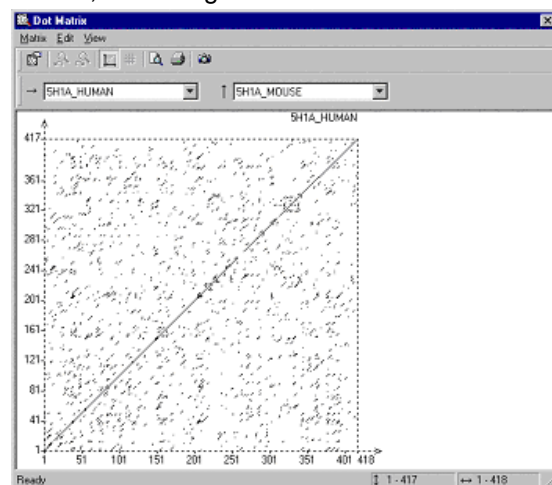 Dot Matrix
Matrix Edit View
→ 5H1A_HUMAN ↑ 5H1A_MOUSE
5H1A_HUMAN
417
361
321
281
241
201
161
121
81
41
1
1 51 101 151 201 251 301 401 418
Ready ↕ 1 - 417 ↔ 1 - 418